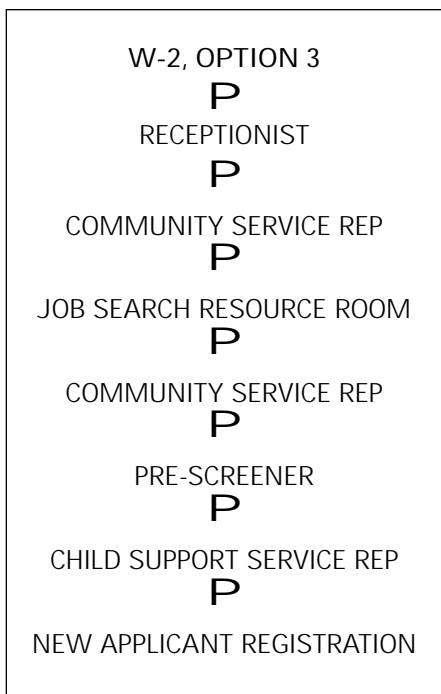 W-2, OPTION 3
P
RECEPTIONIST
P
COMMUNITY SERVICE REP
P
JOB SEARCH RESOURCE ROOM
P
COMMUNITY SERVICE REP
P
PRE-SCREENER
P
CHILD SUPPORT SERVICE REP
P
NEW APPLICANT REGISTRATION